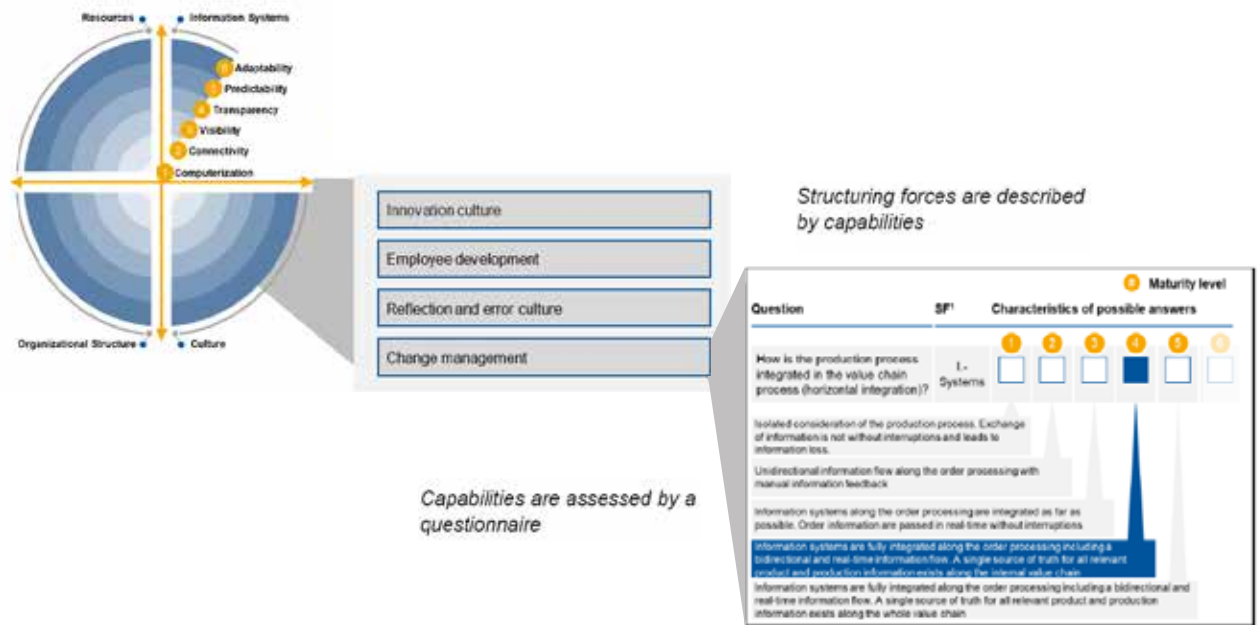 Resources
Information Systems
6 Adaptability
5 Predictability
4 Transparency
3 Visibility
2 Connectivity
1 Computerization
Organizational Structure
Culture
Innovation culture
Employee development
Reflection and error culture
Change management
Structuring forces are described
by capabilities
Capabilities are assessed by a
questionnaire
# Maturity level
Question SF¹ Characteristics of possible answers
1 2 3 4 5 6
How is the production process
integrated in the value chain
process (horizontal integration)?
I.-
Systems
Isolated consideration of the production process. Exchange
of information is not without interruptions and leads to
information loss.
Unidirectional information flow along the order processing with
manual information feedback
Information systems along the order processing are integrated as far as
possible. Order information are passed in real-time without interruptions
Information systems are fully integrated along the order processing including a
bidirectional and real-time information flow. A single source of truth for all relevant
product and production information exists along the internal value chain
Information systems are fully integrated along the order processing including a bidirectional and
real-time information flow. A single source of truth for all relevant product and production
information exists along the whole value chain